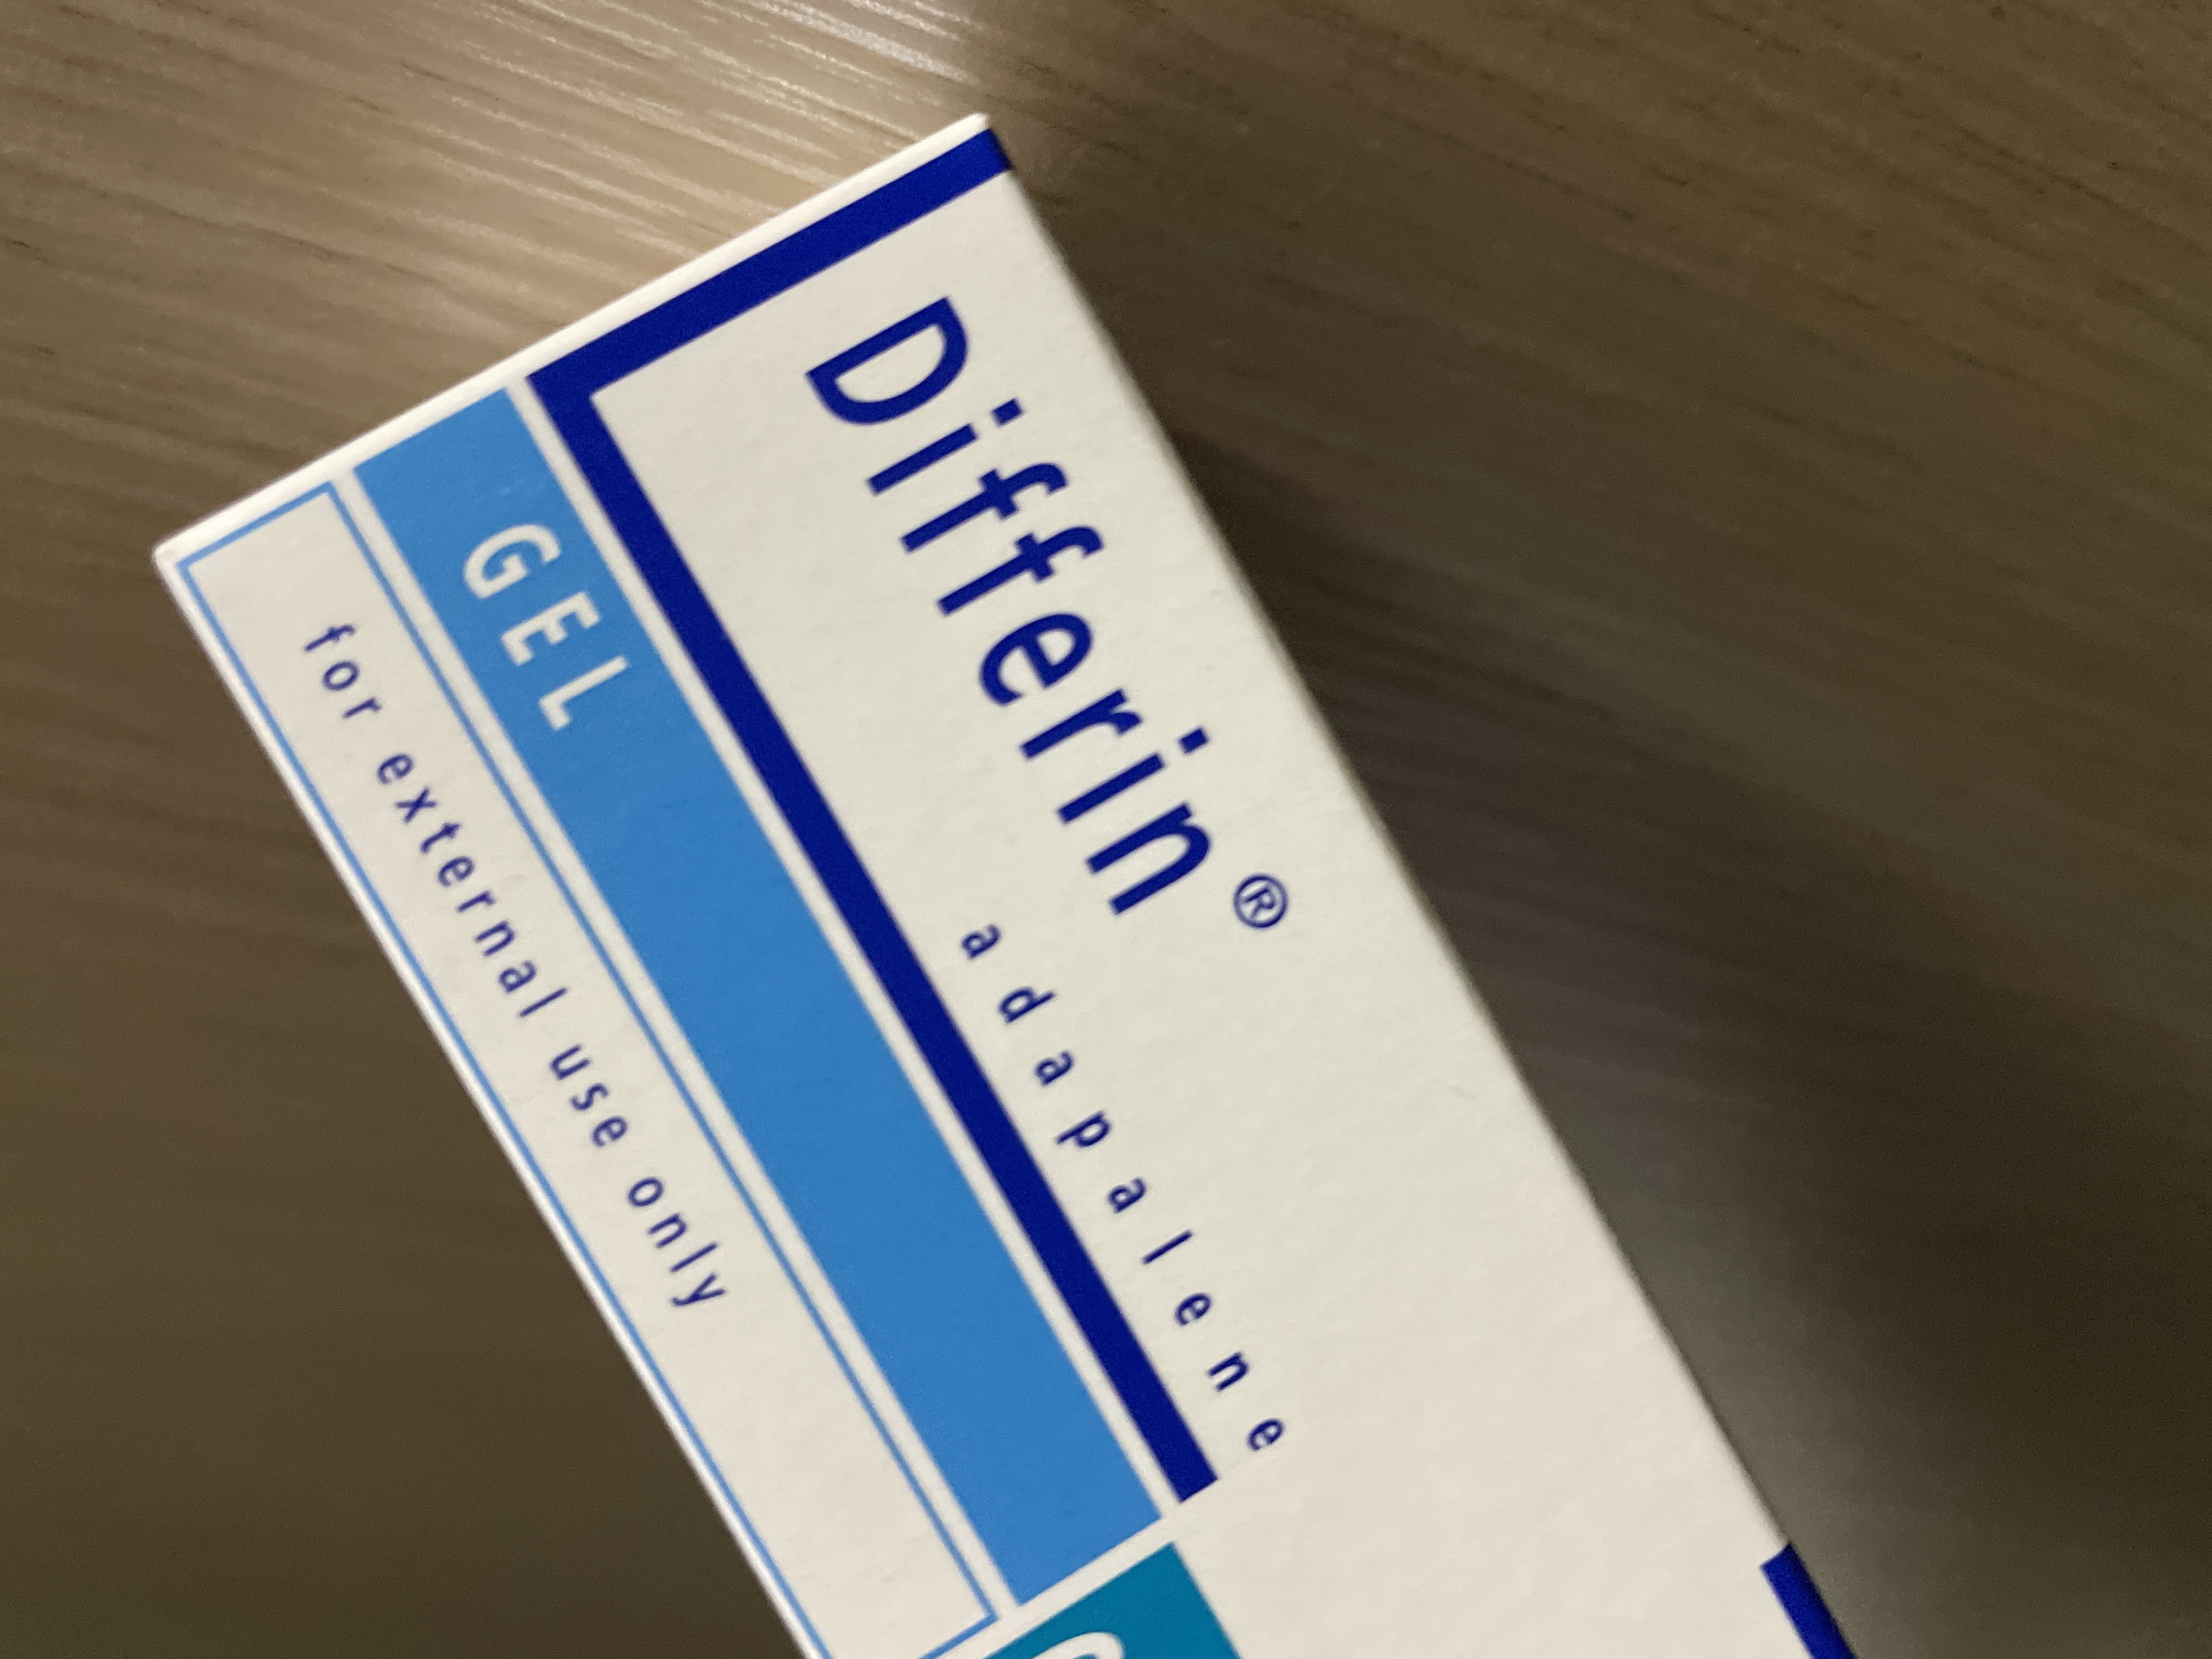 Differin®
adapalene
GEL
for external use only